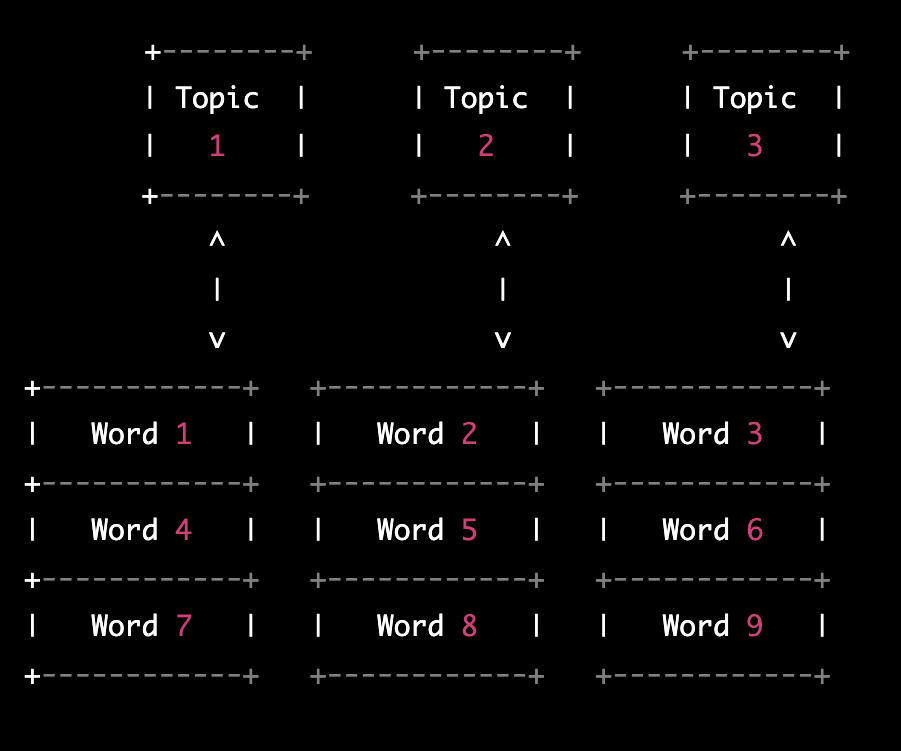 +--------+      +--------+      +--------+
| Topic  |      | Topic  |      | Topic  |
|   1    |      |   2    |      |   3    |
+--------+      +--------+      +--------+
^                ^                ^
|                |                |
v                v                v
+------------+   +-------------+   +-------------+
|   Word 1   |   |   Word 2   |   |   Word 3    |
+------------+   +-------------+   +-------------+
|   Word 4   |   |   Word 5   |   |   Word 6    |
+------------+   +-------------+   +-------------+
|   Word 7   |   |   Word 8   |   |   Word 9    |
+------------+   +-------------+   +-------------+